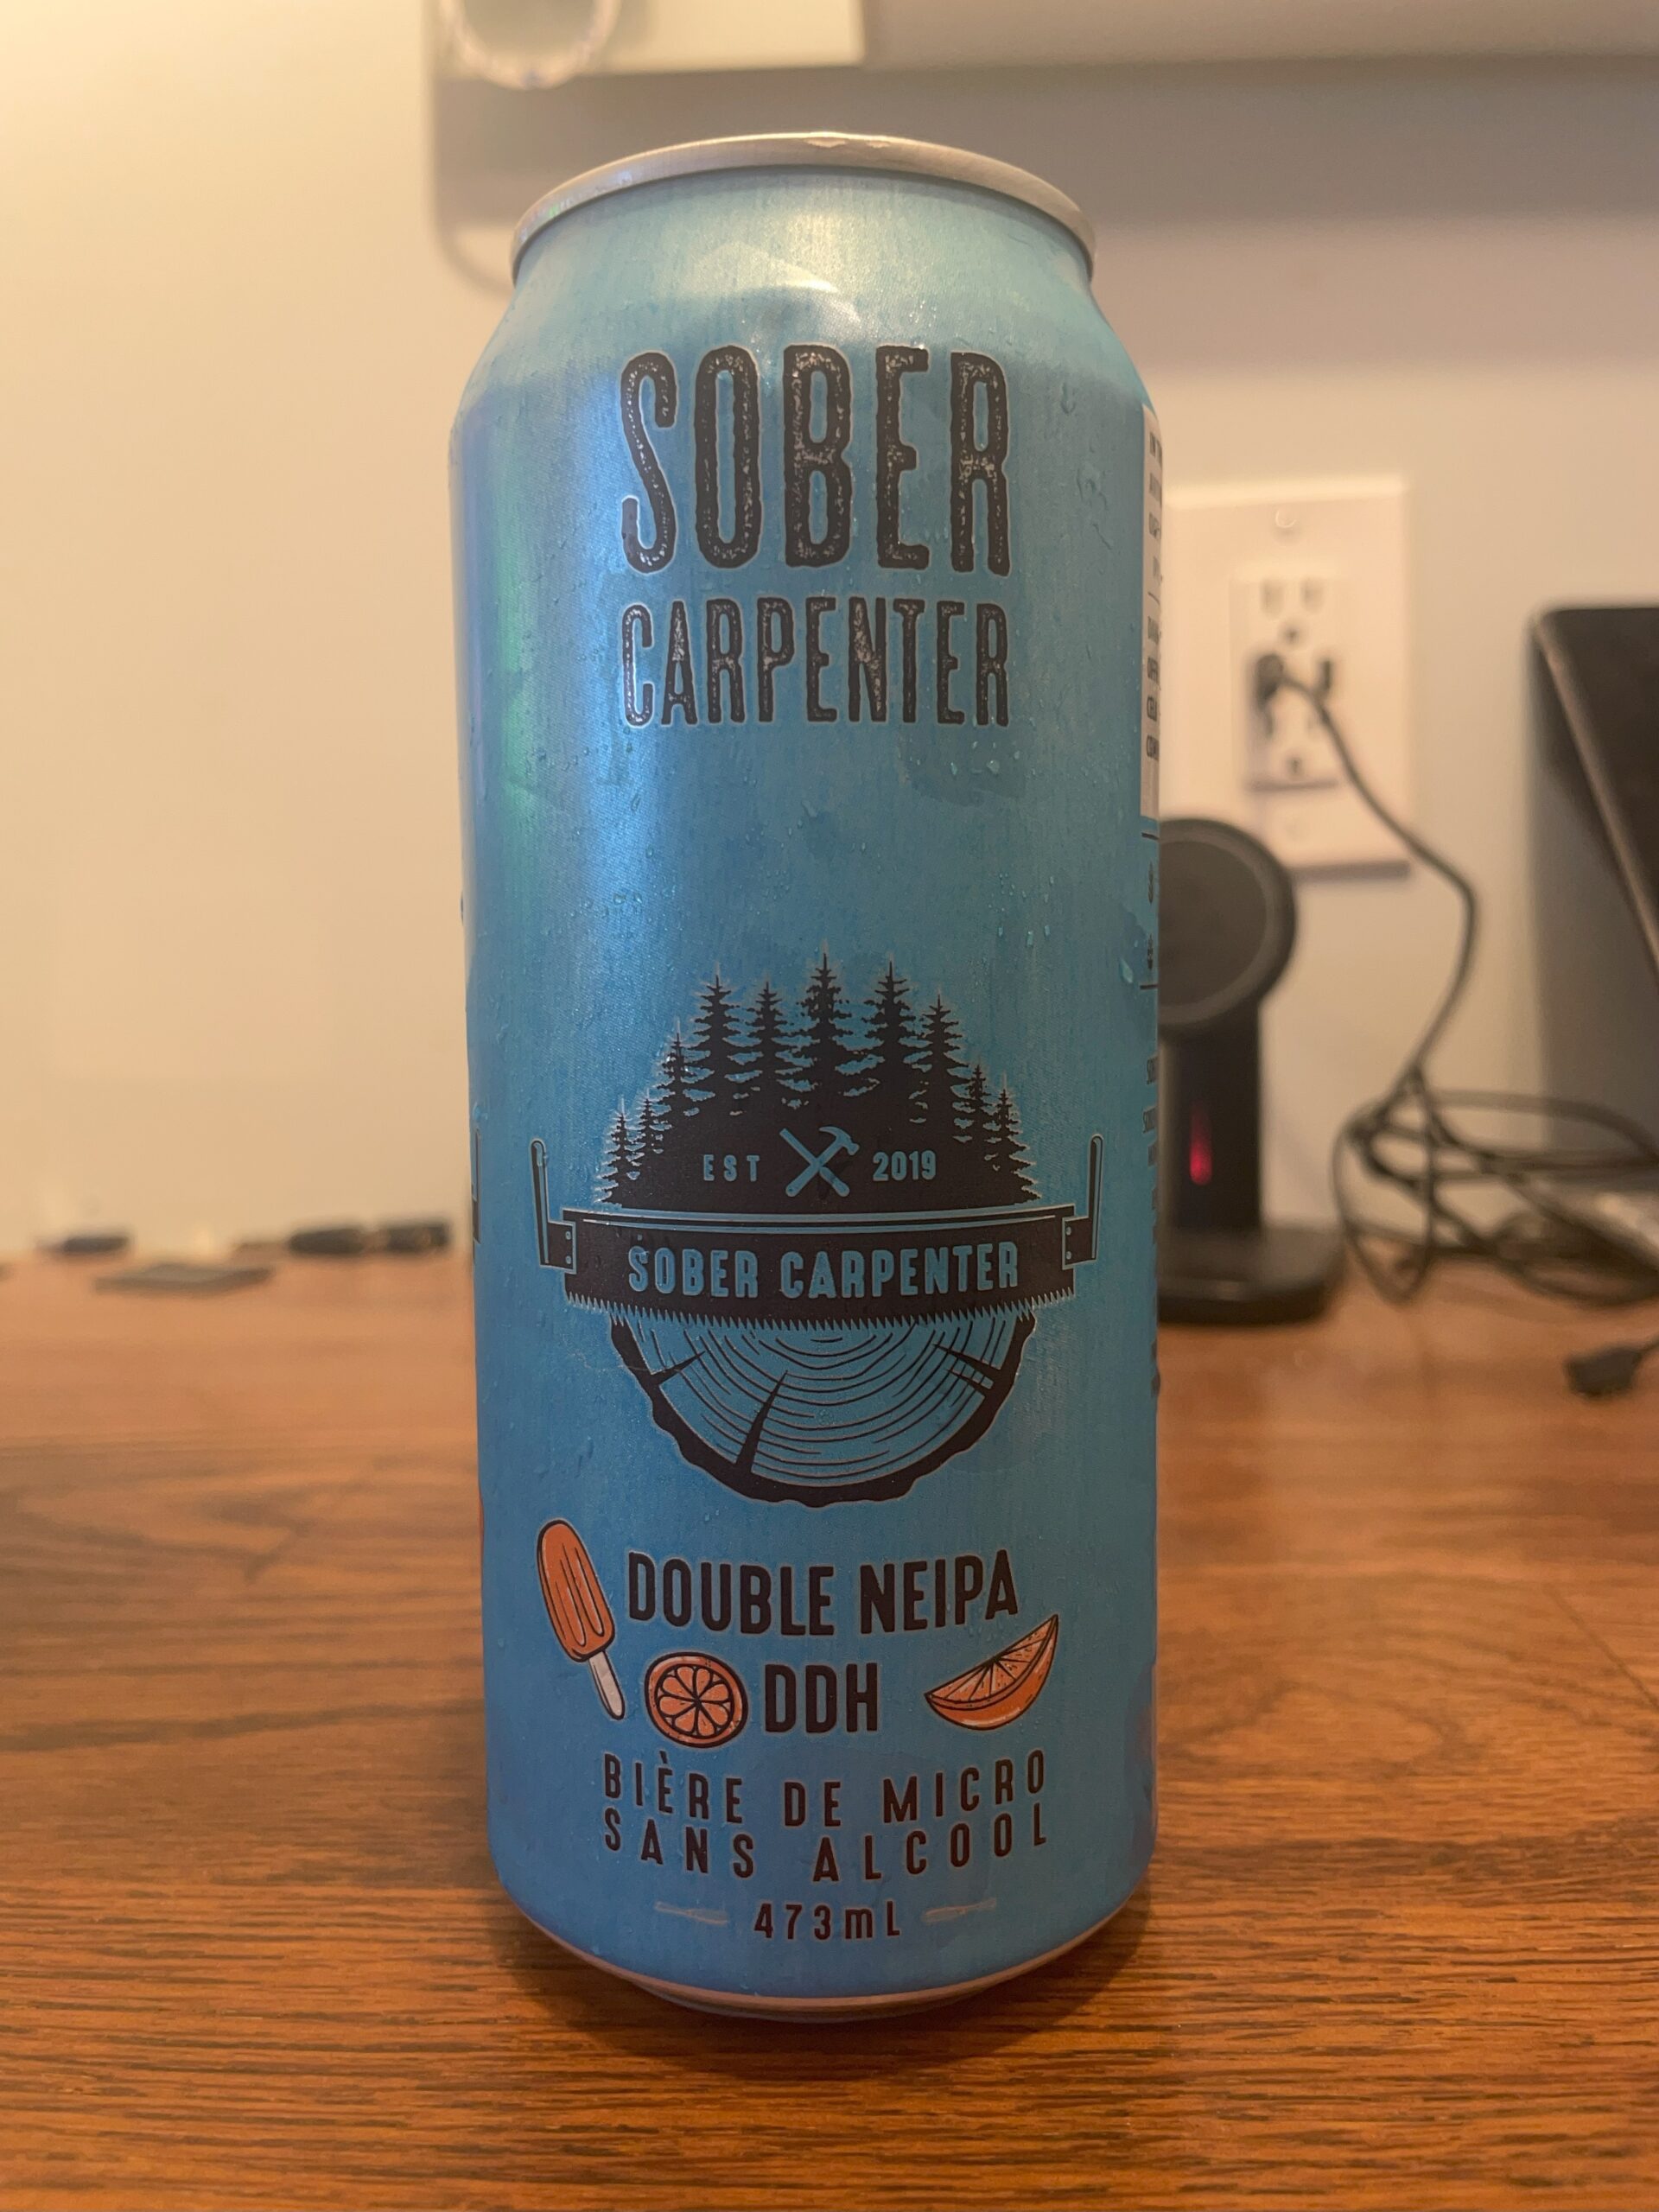 SOBER
CARPENTER
EST 2019
SOBER CARPENTER
DOUBLE NEIPA
DDH
BIÈRE DE MICRO
SANS ALCOOL
473mL